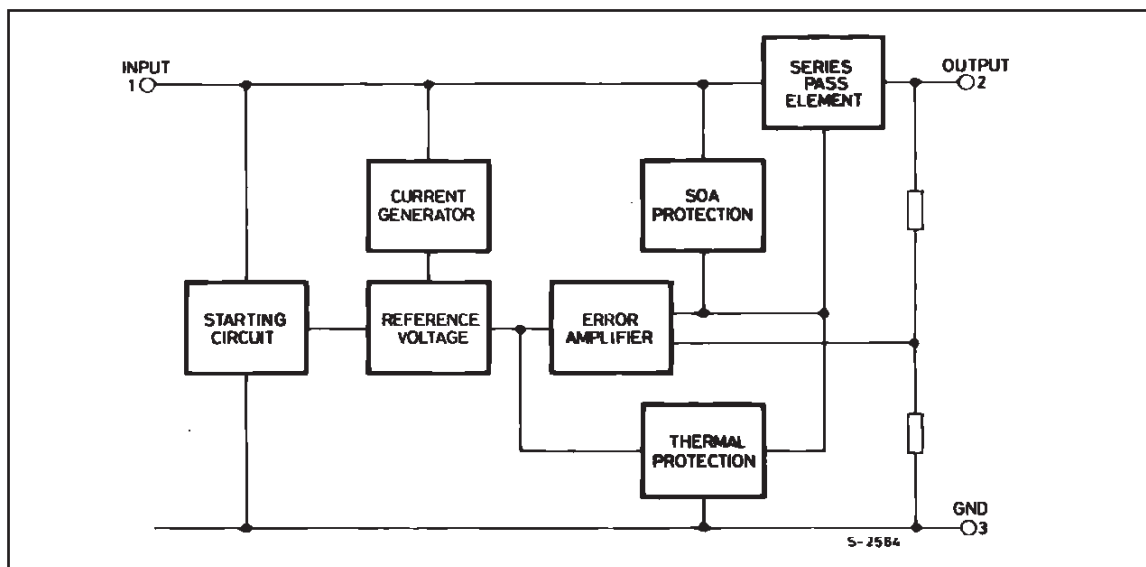 INPUT
1
SERIES
PASS
ELEMENT
OUTPUT
2
CURRENT
GENERATOR
SOA
PROTECTION
STARTING
CIRCUIT
REFERENCE
VOLTAGE
ERROR
AMPLIFIER
THERMAL
PROTECTION
GND
3
S-2564